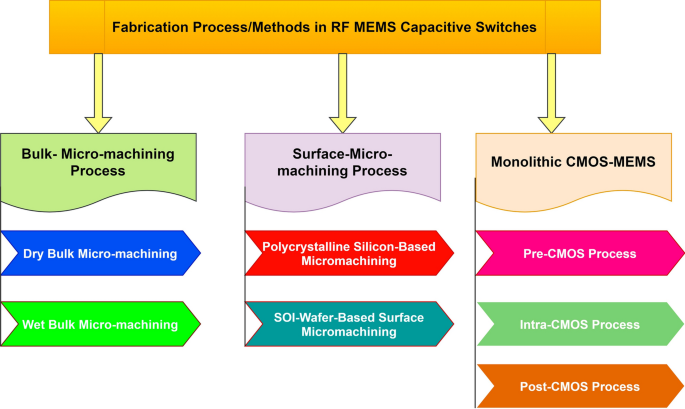 Fabrication Process/Methods in RF MEMS Capacitive Switches
Bulk- Micro-machining
Process
Dry Bulk Micro-machining
Wet Bulk Micro-machining
Surface-Micro-
machining Process
Polycrystalline Silicon-Based
Micromachining
SOI-Wafer-Based Surface
Micromachining
Monolithic CMOS-MEMS
Pre-CMOS Process
Intra-CMOS Process
Post-CMOS Process